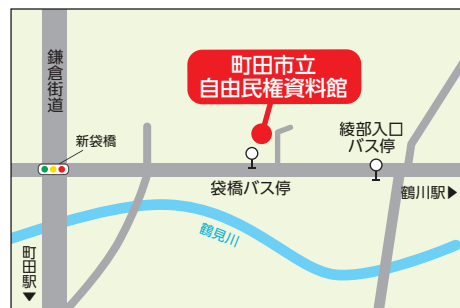 鎌倉街道
町田市立
自由民権資料館
新袋橋
綾部入口
バス停
袋橋バス停
鶴川駅▶
鶴見川
町田駅▼